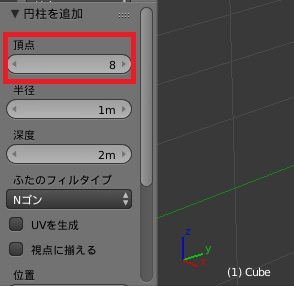 ▼ 円柱を追加
頂点
8
半径
1m
深度
2m
ふたのフィルタイプ
Nゴン
UVを生成
視点に揃える
位置
z
y
x
(1) Cube